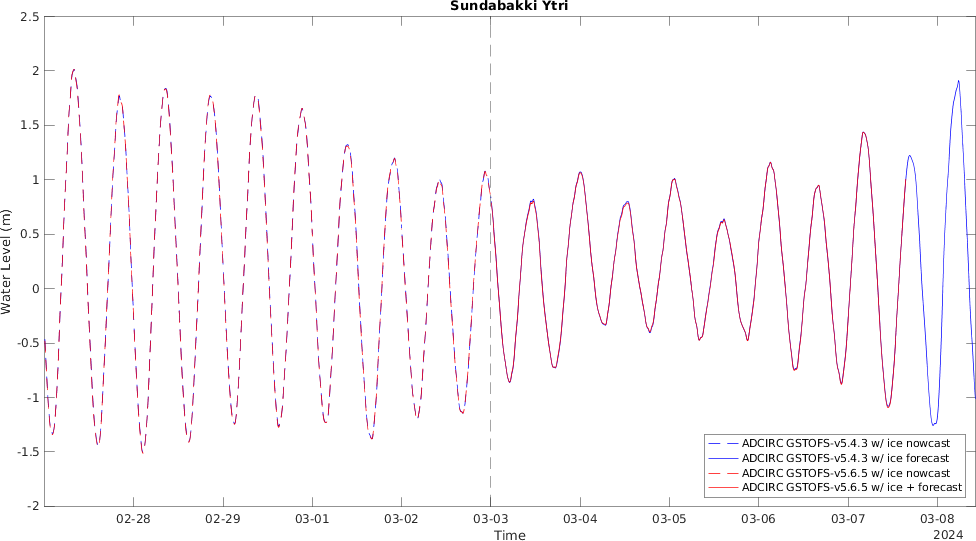 Sundabakki Ytri
2.5
2
1.5
1
0.5
0
-0.5
-1
-1.5
-2
Water Level (m)
ADCIRC GSTOFS-v5.4.3 w/ ice nowcast
ADCIRC GSTOFS-v5.4.3 w/ ice forecast
ADCIRC GSTOFS-v5.6.5 w/ ice nowcast
ADCIRC GSTOFS-v5.6.5 w/ ice + forecast
02-28 02-29 03-01 03-02 03-03 03-04 03-05 03-06 03-07 03-08
Time
2024